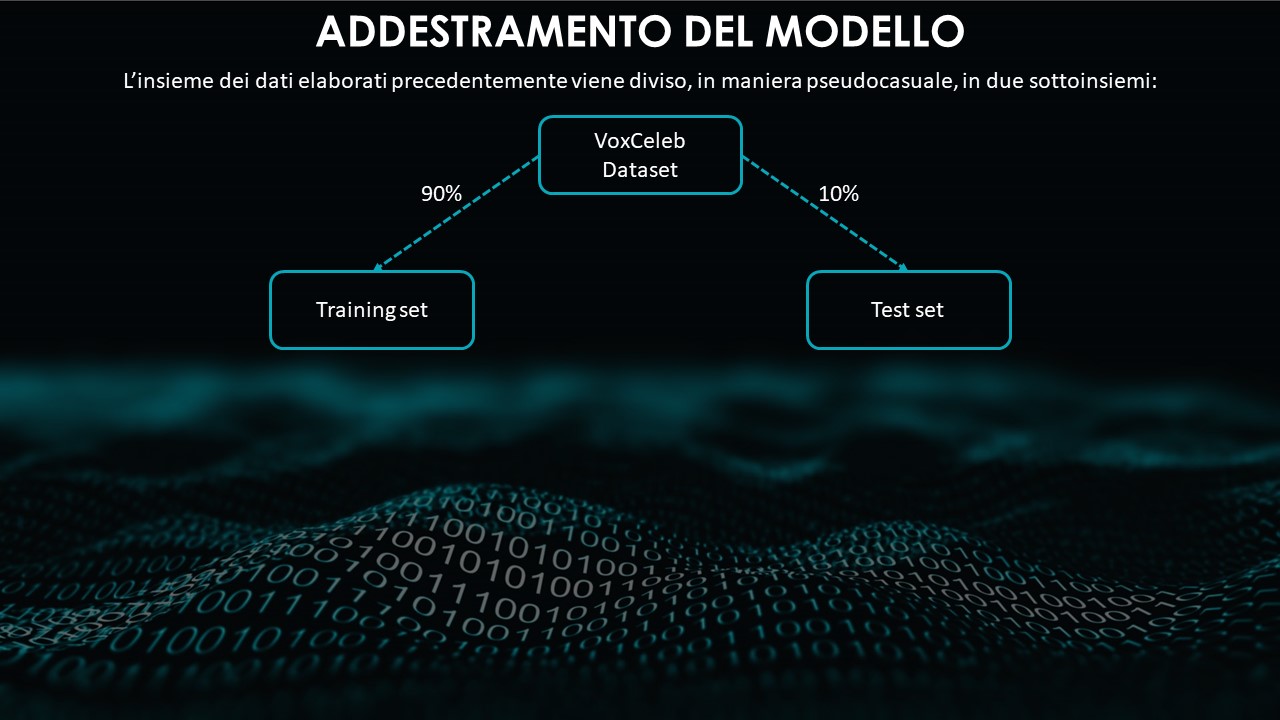 ADDESTRAMENTO DEL MODELLO
L’insieme dei dati elaborati precedentemente viene diviso, in maniera pseudocasuale, in due sottoinsiemi:
VoxCeleb
Dataset
90%
10%
Training set
Test set